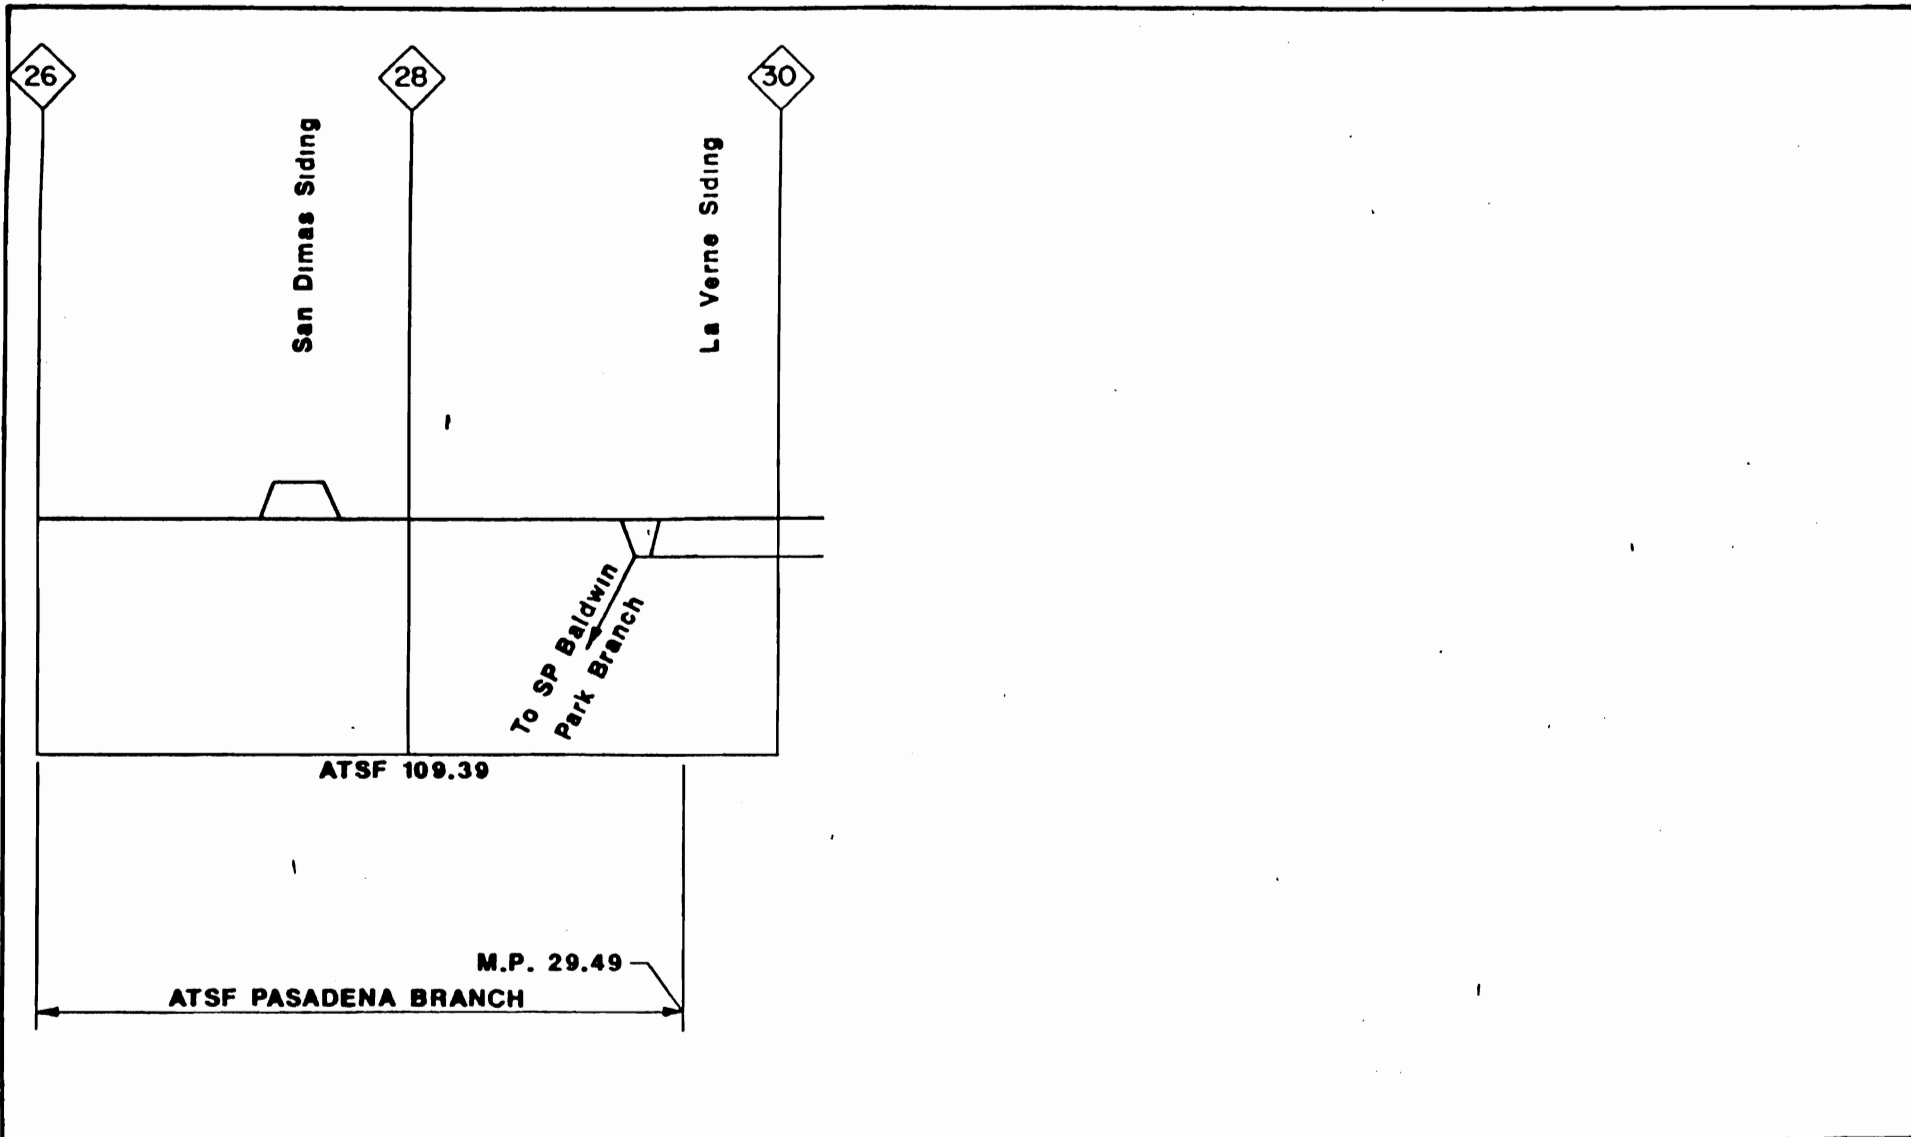 26
28
30
San Dimas Siding
La Verne Siding
To SP Baldwin
Park Branch
ATSF 109.39
M.P. 29.49
ATSF PASADENA BRANCH